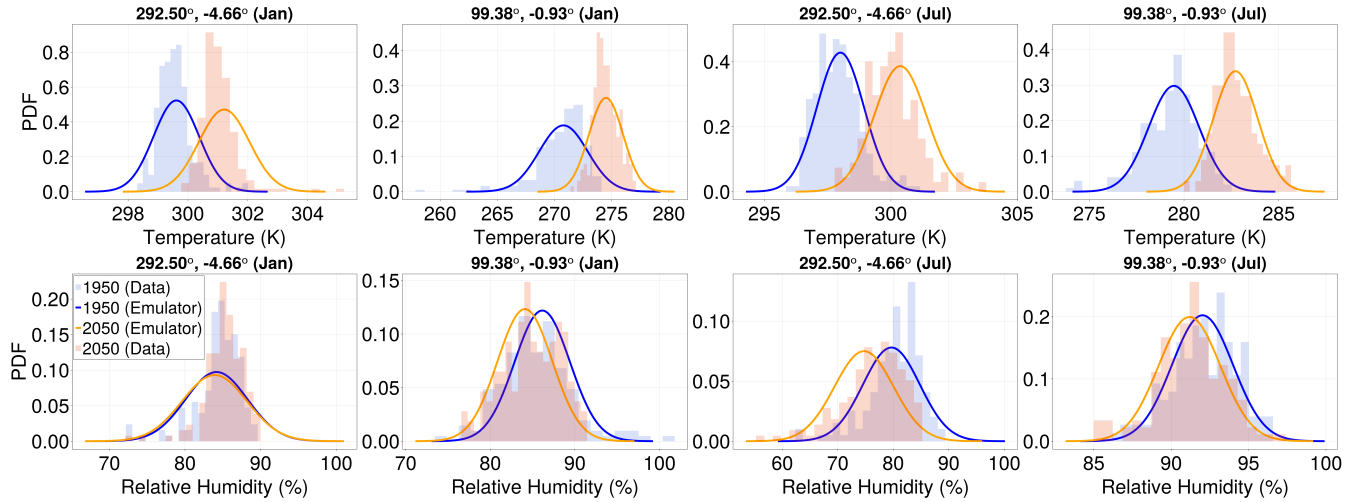 292.50°, -4.66° (Jan)
99.38°, -0.93° (Jan)
292.50°, -4.66° (Jul)
99.38°, -0.93° (Jul)
PDF
0.8
0.6
0.4
0.2
0.0
298 300 302 304
Temperature (K)
0.4
0.3
0.2
0.1
0.0
260 265 270 275 280
Temperature (K)
0.4
0.2
0.0
295 300 305
Temperature (K)
0.4
0.3
0.2
0.1
0.0
275 280 285
Temperature (K)
292.50°, -4.66° (Jan)
99.38°, -0.93° (Jan)
292.50°, -4.66° (Jul)
99.38°, -0.93° (Jul)
PDF
0.20
0.15
0.10
0.05
0.00
1950 (Data)
1950 (Emulator)
2050 (Emulator)
2050 (Data)
70 80 90 100
Relative Humidity (%)
0.15
0.10
0.05
0.00
70 80 90 100
Relative Humidity (%)
0.10
0.05
0.00
60 70 80 90 100
Relative Humidity (%)
0.2
0.1
0.0
85 90 95 100
Relative Humidity (%)